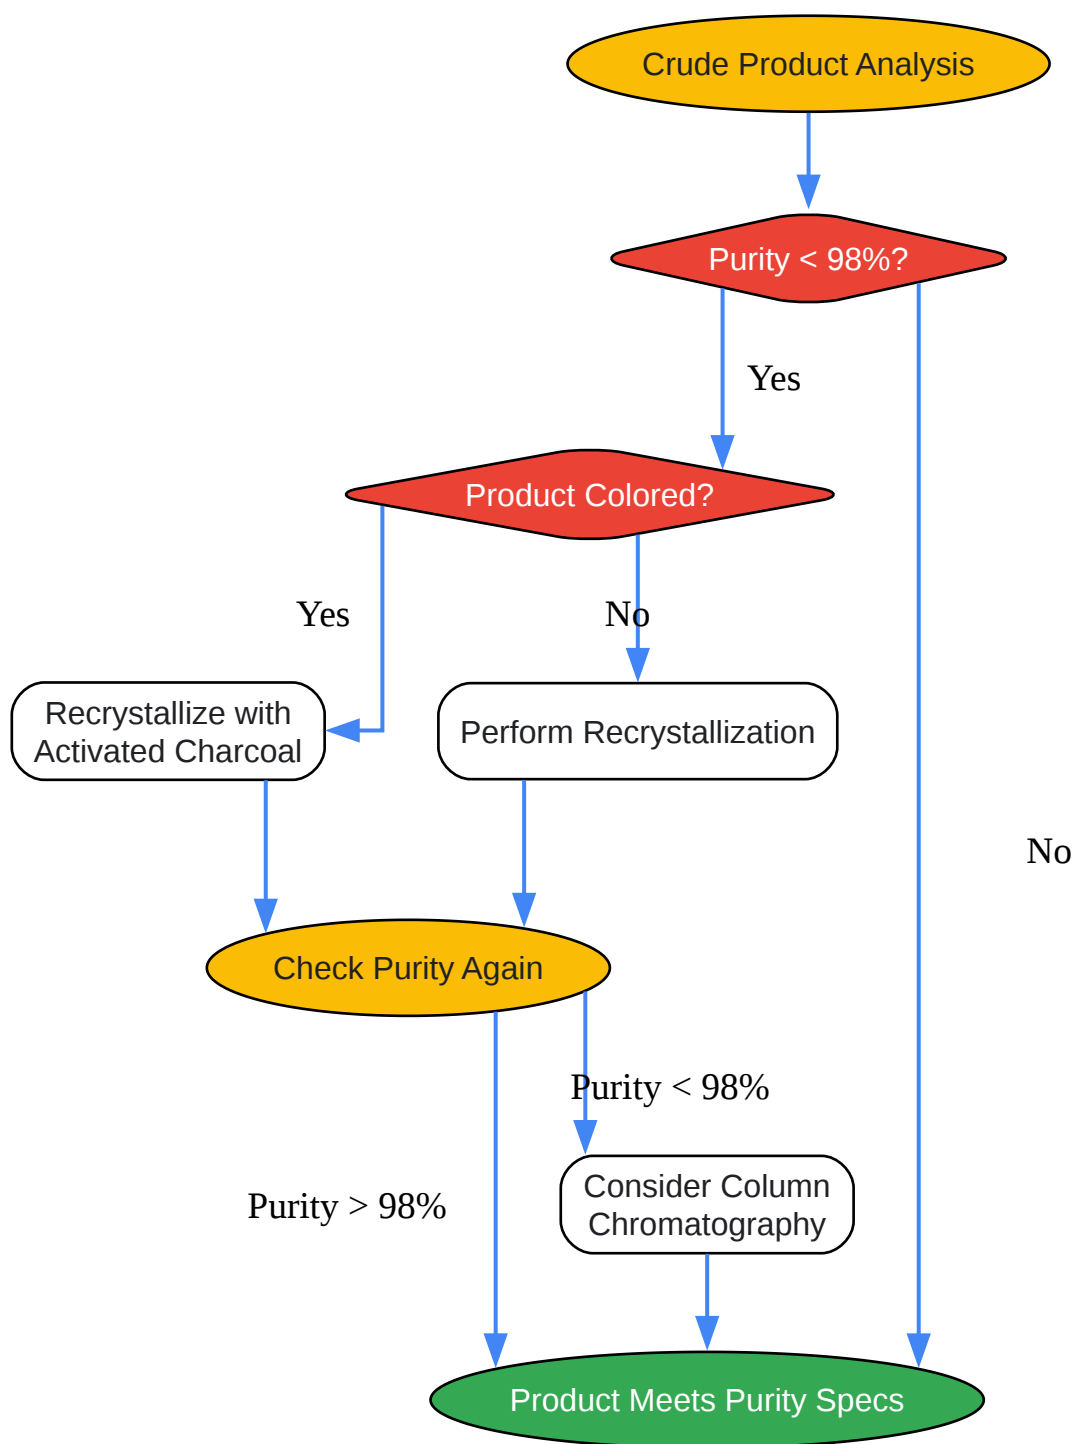 Crude Product Analysis
Purity < 98%?
Yes
Product Colored?
Yes
No
Recrystallize with
Activated Charcoal
Perform Recrystallization
No
Check Purity Again
Purity < 98%
Purity > 98%
Consider Column
Chromatography
Product Meets Purity Specs